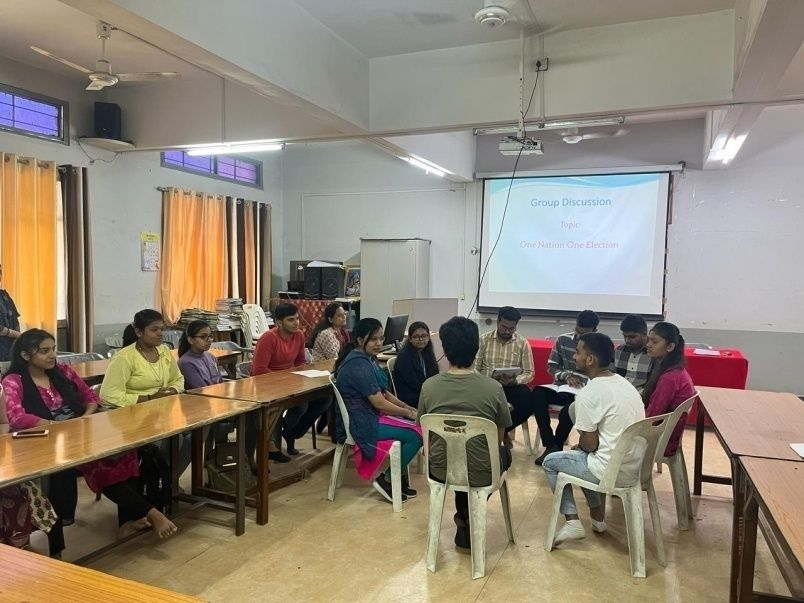 Group Discussion
Topic
One Nation One Election